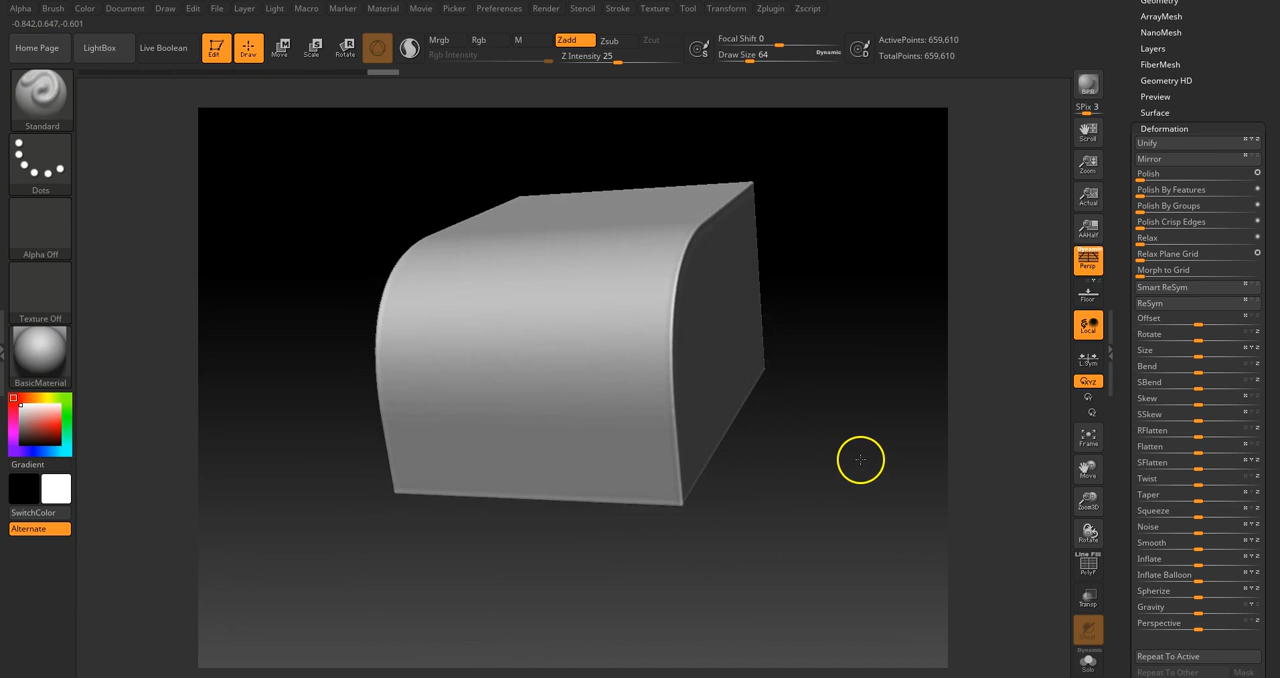 Alpha Brush Color Document Draw Edit File Layer Light Macro Marker Material Movie Picker Preferences Render Stencil Stroke Texture Tool Transform Zplugin Zscript
-0.842,0.647,-0.601
Home Page
LightBox
Live Boolean
Edit
Draw
Move
Scale
Rotate
Mrgb Rgb M
Rgb Intensity
Zadd Zsub Zcut
Z Intensity 25
S
Focal Shift 0
Draw Size 64
Dynamic
D
ActivePoints: 659,610
TotalPoints: 659,610
Standard
Dots
Alpha Off
Texture Off
BasicMaterial
Gradient
SwitchColor
Alternate
BPR
SPix 3
Scroll
Zoom
Actual
AAHalf
Dynamic
Persp
Floor
Local
L.Sym
XYZ
Frame
Move
Zoom3D
Rotate
Line Fill
PolyF
Transp
Dynamic
Solo
Geometry
ArrayMesh
NanoMesh
Layers
FiberMesh
Geometry HD
Preview
Surface
Deformation
Unify
Mirror
Polish
Polish By Features
Polish By Groups
Polish Crisp Edges
Relax
Relax Plane Grid
Morph to Grid
Smart ReSym
ReSym
Offset
Rotate
Size
Bend
SBend
Skew
SSkew
RFlatten
Flatten
SFlatten
Twist
Taper
Squeeze
Noise
Smooth
Inflate
Inflate Balloon
Spherize
Gravity
Perspective
Repeat To Active
Repeat To Other Mask